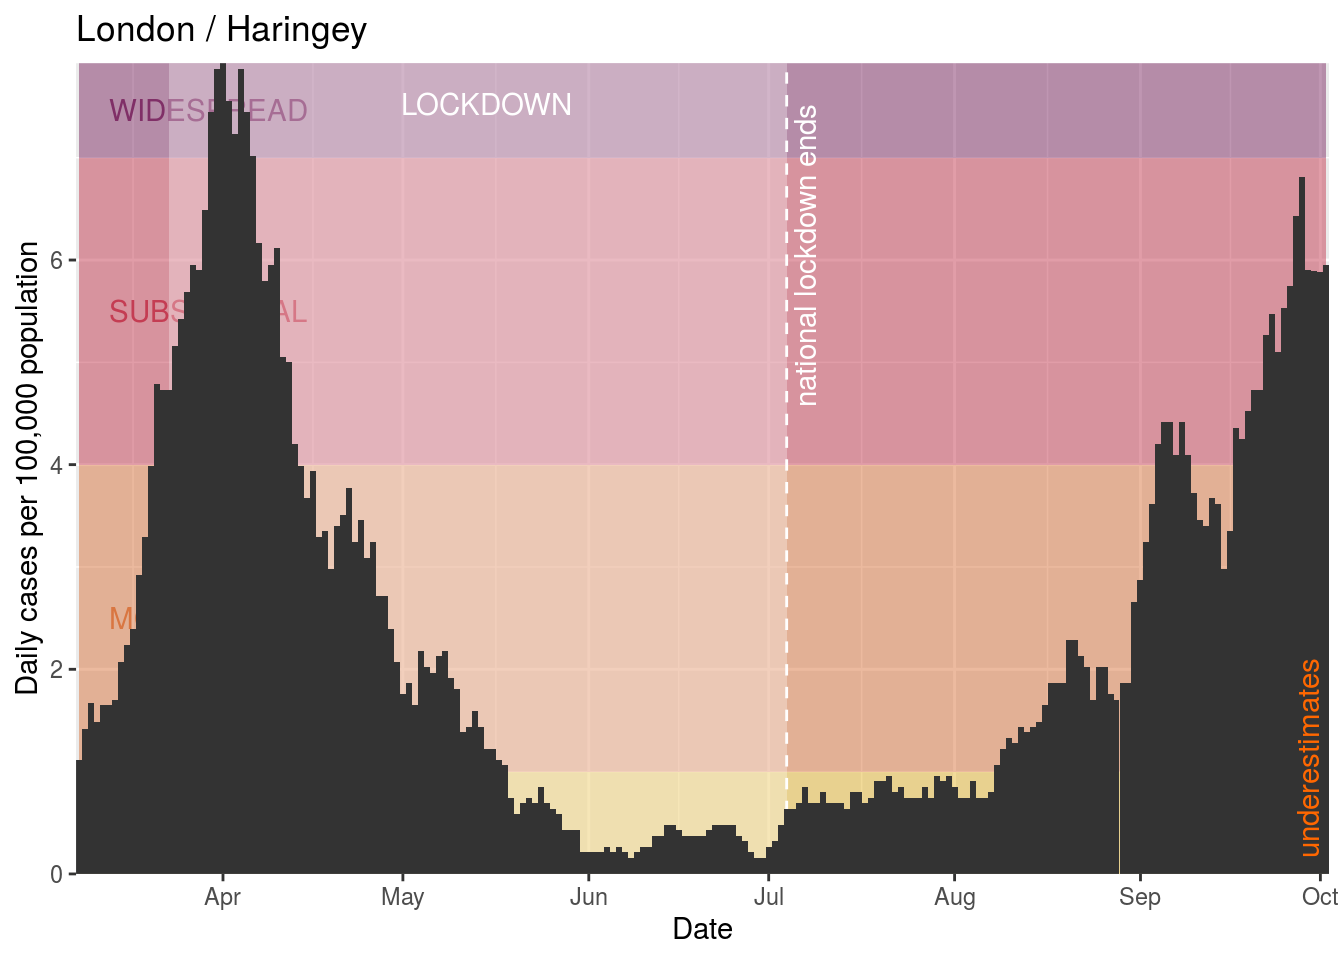 London / Haringey
WIDESPREAD
LOCKDOWN
national lockdown ends
SUBS AL
M
underestimates
Daily cases per 100,000 population
6
4
2
0
Apr
May
Jun
Jul
Aug
Sep
Oct
Date